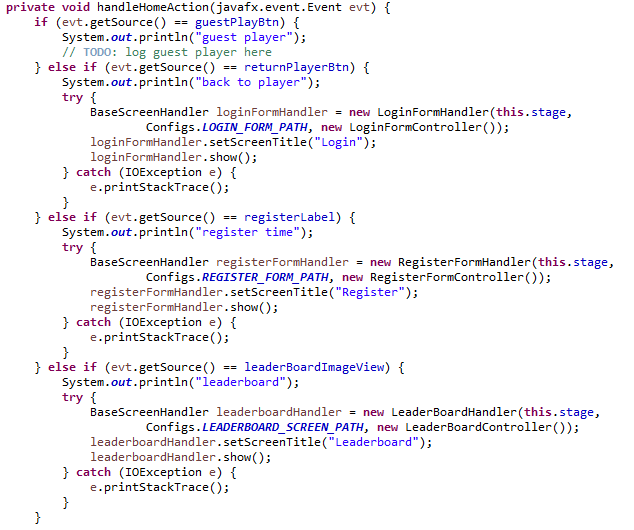 private void handleHomeAction(javafx.event.Event evt) {
    if (evt.getSource() == guestPlayBtn) {
        System.out.println("guest player");
        // TODO: log guest player here
    } else if (evt.getSource() == returnPlayerBtn) {
        System.out.println("back to player");
        try {
            BaseScreenHandler loginFormHandler = new LoginFormHandler(this.stage,
                    Configs.LOGIN_FORM_PATH, new LoginFormController());
            loginFormHandler.setScreenTitle("Login");
            loginFormHandler.show();
        } catch (IOException e) {
            e.printStackTrace();
        }
    } else if (evt.getSource() == registerLabel) {
        System.out.println("register time");
        try {
            BaseScreenHandler registerFormHandler = new RegisterFormHandler(this.stage,
                    Configs.REGISTER_FORM_PATH, new RegisterFormController());
            registerFormHandler.setScreenTitle("Register");
            registerFormHandler.show();
        } catch (IOException e) {
            e.printStackTrace();
        }
    } else if (evt.getSource() == leaderBoardImageView) {
        System.out.println("leaderboard");
        try {
            BaseScreenHandler leaderboardHandler = new LeaderBoardHandler(this.stage,
                    Configs.LEADERBOARD_SCREEN_PATH, new LeaderBoardController());
            leaderboardHandler.setScreenTitle("Leaderboard");
            leaderboardHandler.show();
        } catch (IOException e) {
            e.printStackTrace();
        }
    }